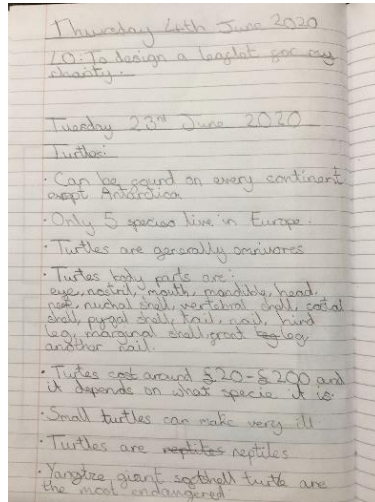 Thursday 4th June 2020
LO: To design a leaflet for my
charity.
Tuesday 23rd June 2020
Turtles:
• Can be found on every continent
exept Antarctica
• Only 5 species live in Europe.
• Turtles are generally omnivores
• Turtles body parts are:
eye, nostril, mouth, mandible, head,
neck, nuchal shell, vertebral shell, costal
shell, pygal shell, tail, nail, hind
leg, marginal shell, front leg,
another nail.
• Tutes cost around £20-£200 and
it depends on what specie it is.
• Small turtles can make very ill
• Turtles are neptiles reptiles
• Yangtze giant softshell turtle are
the most endangered